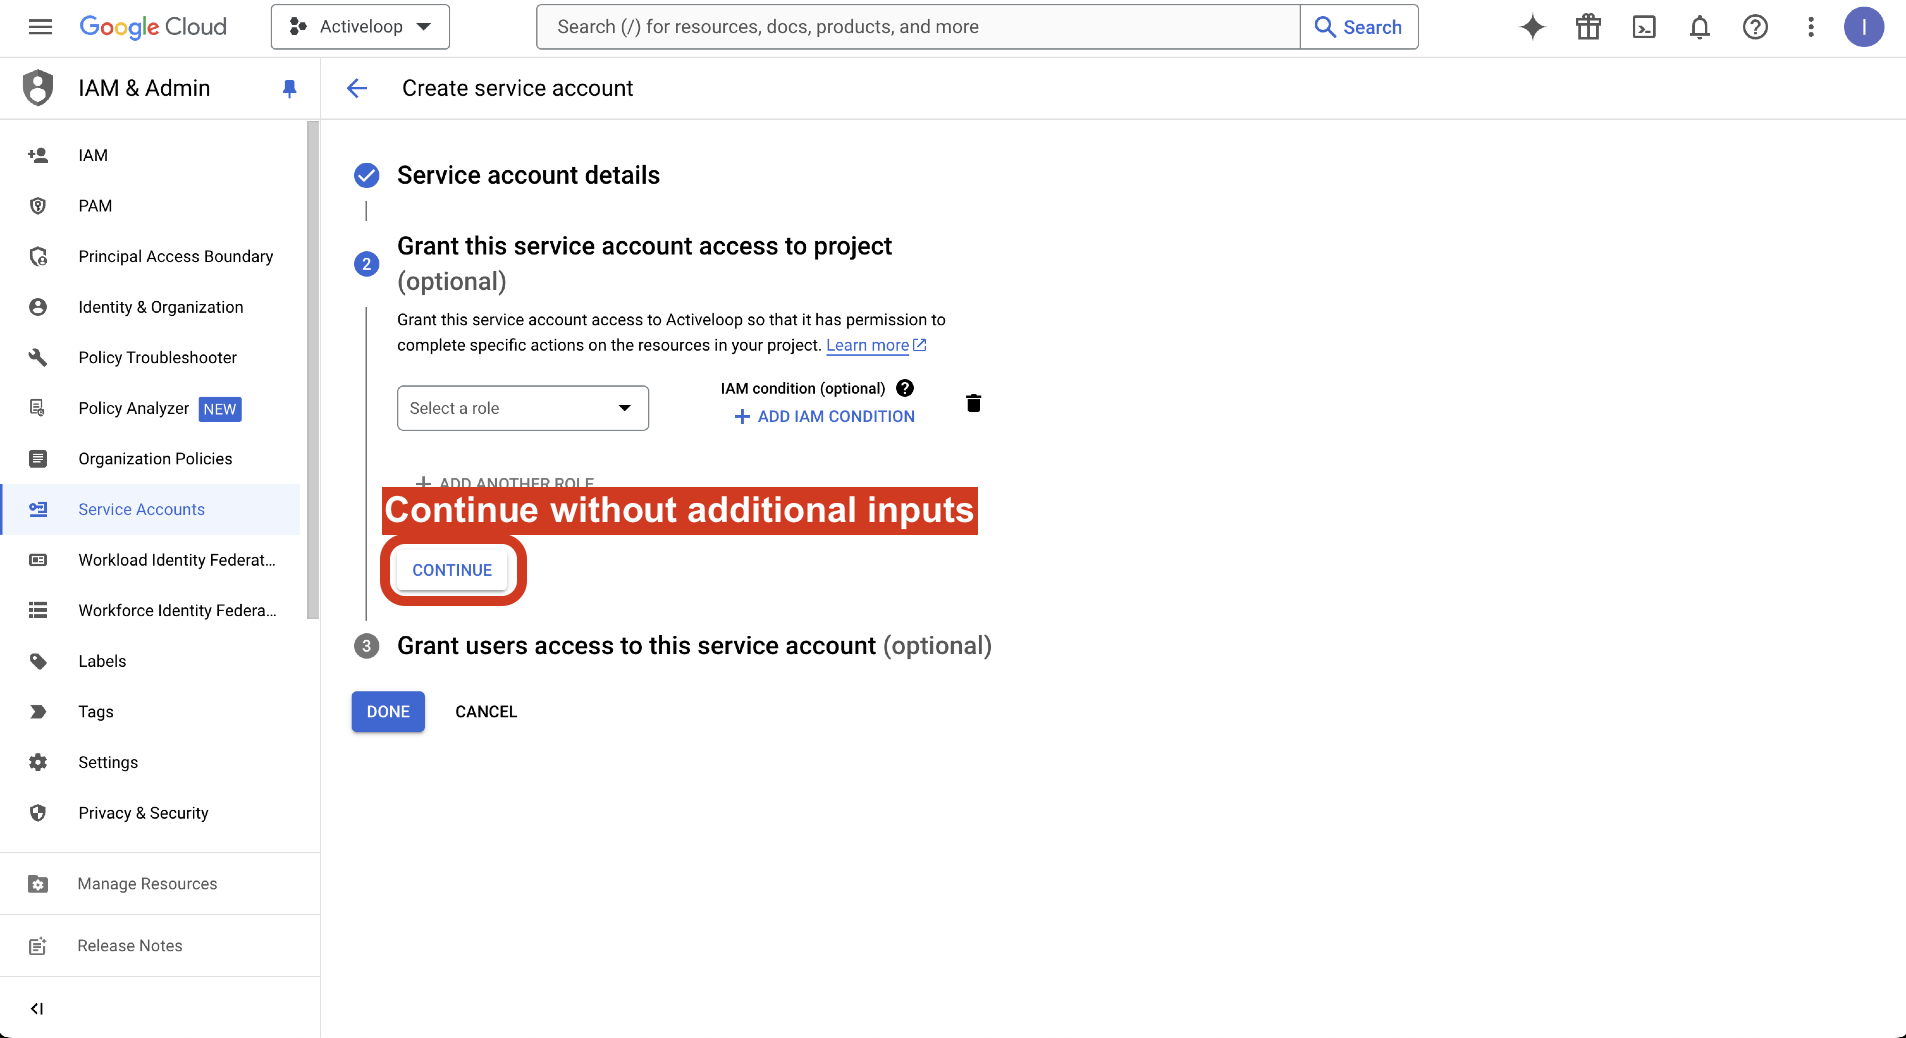 Google Cloud
Activeloop
Search (/) for resources, docs, products, and more
Search
I
IAM & Admin
Create service account
IAM
PAM
Principal Access Boundary
Identity & Organization
Policy Troubleshooter
Policy Analyzer NEW
Organization Policies
Service Accounts
Workload Identity Federat...
Workforce Identity Federa...
Labels
Tags
Settings
Privacy & Security
Manage Resources
Release Notes
Service account details
2
Grant this service account access to project
(optional)
Grant this service account access to Activeloop so that it has permission to
complete specific actions on the resources in your project. Learn more
Select a role
IAM condition (optional)
ADD IAM CONDITION
ADD ANOTHER ROLE
Continue without additional inputs
CONTINUE
3 Grant users access to this service account (optional)
DONE CANCEL